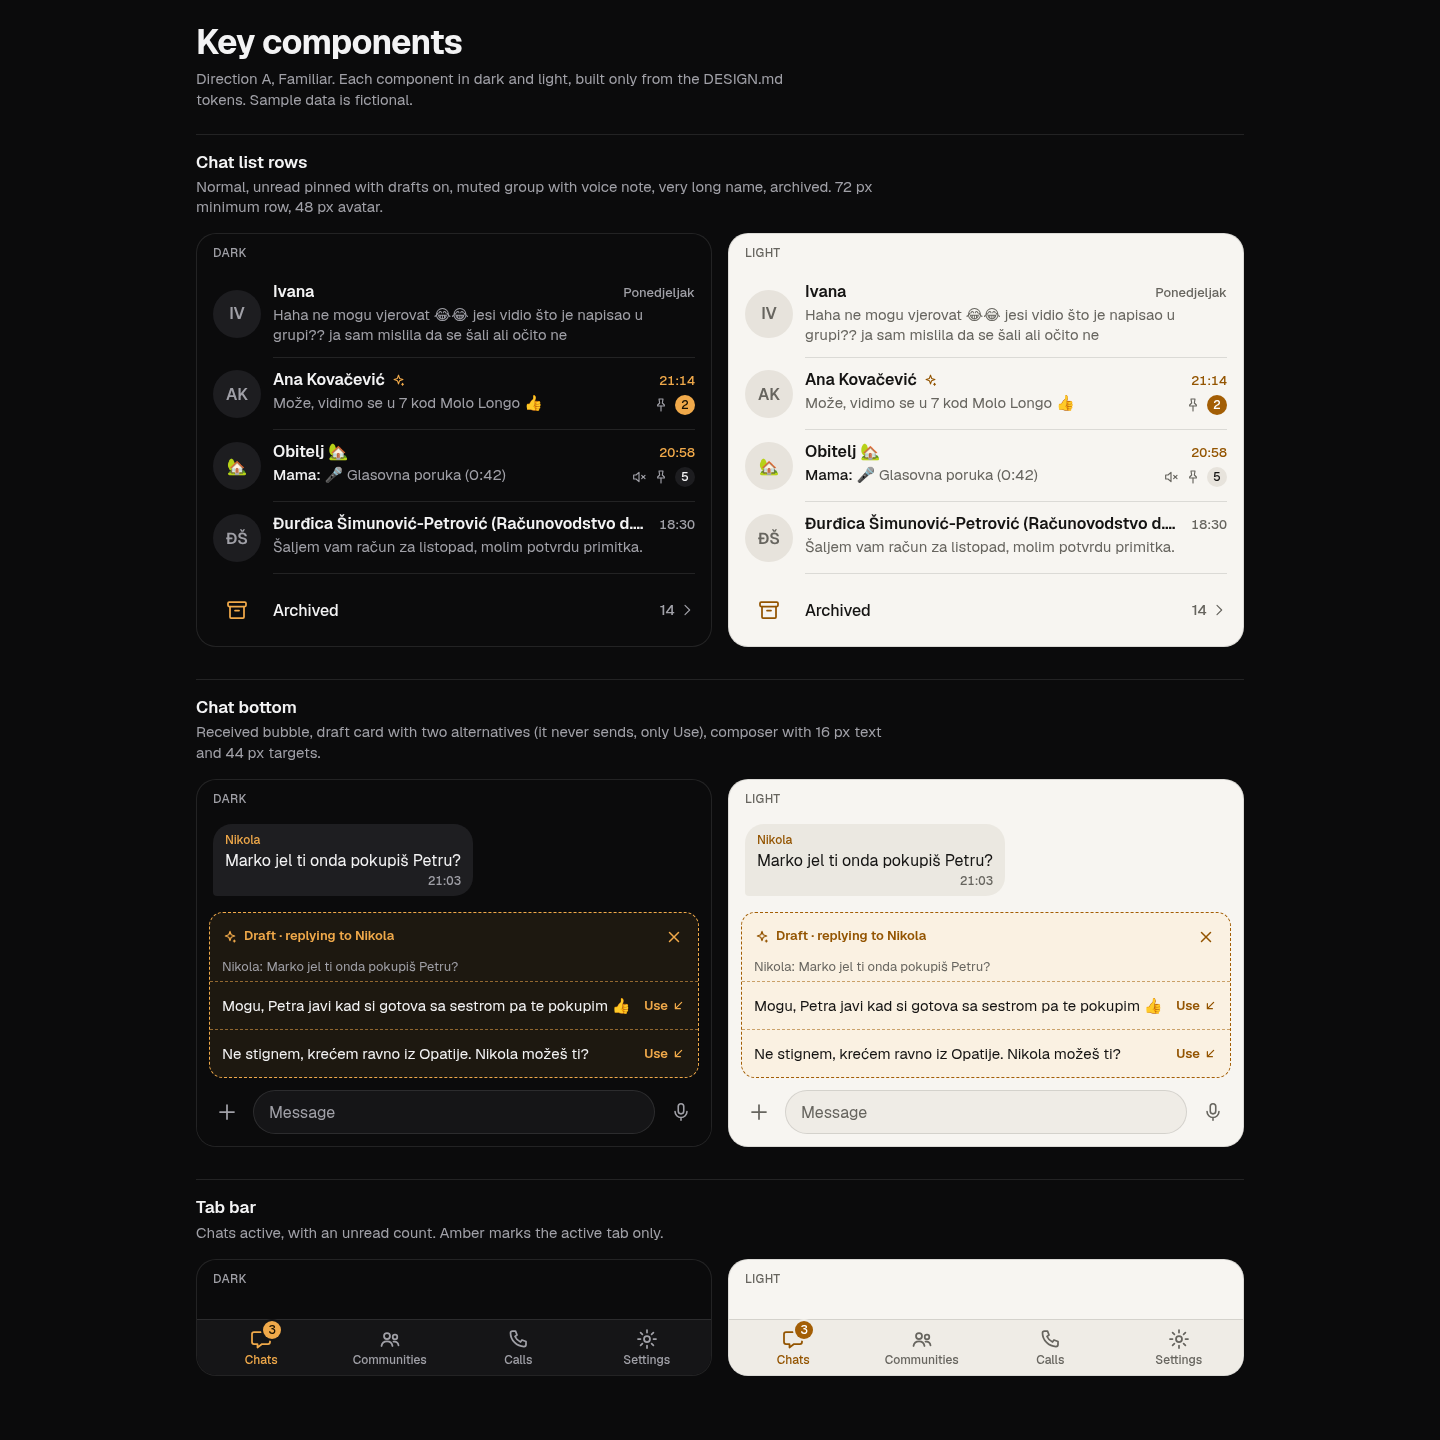 Key components
Direction A, Familiar. Each component in dark and light, built only from the DESIGN.md
tokens. Sample data is fictional.
Chat list rows
Normal, unread pinned with drafts on, muted group with voice note, very long name, archived. 72 px
minimum row, 48 px avatar.
DARK
IV
Ivana
Ponedjeljak
Haha ne mogu vjerovat 😂😂 jesi vidio što je napisao u
grupi?? ja sam mislila da se šali ali očito ne
AK
Ana Kovačević
21:14
Može, vidimo se u 7 kod Molo Longo 👍
2
🏡
Obitelj 🏡
20:58
Mama: 🎤 Glasovna poruka (0:42)
5
ĐŠ
Đurđica Šimunović-Petrović (Računovodstvo d....
18:30
Šaljem vam račun za listopad, molim potvrdu primitka.
Archived
14
LIGHT
IV
Ivana
Ponedjeljak
Haha ne mogu vjerovat 😂😂 jesi vidio što je napisao u
grupi?? ja sam mislila da se šali ali očito ne
AK
Ana Kovačević
21:14
Može, vidimo se u 7 kod Molo Longo 👍
2
🏡
Obitelj 🏡
20:58
Mama: 🎤 Glasovna poruka (0:42)
5
ĐŠ
Đurđica Šimunović-Petrović (Računovodstvo d....
18:30
Šaljem vam račun za listopad, molim potvrdu primitka.
Archived
14
Chat bottom
Received bubble, draft card with two alternatives (it never sends, only Use), composer with 16 px text
and 44 px targets.
DARK
Nikola
Marko jel ti onda pokupiš Petru?
21:03
Draft · replying to Nikola
Nikola: Marko jel ti onda pokupiš Petru?
Mogu, Petra javi kad si gotova sa sestrom pa te pokupim 👍
Use
Ne stignem, krećem ravno iz Opatije. Nikola možeš ti?
Use
Message
LIGHT
Nikola
Marko jel ti onda pokupiš Petru?
21:03
Draft · replying to Nikola
Nikola: Marko jel ti onda pokupiš Petru?
Mogu, Petra javi kad si gotova sa sestrom pa te pokupim 👍
Use
Ne stignem, krećem ravno iz Opatije. Nikola možeš ti?
Use
Message
Tab bar
Chats active, with an unread count. Amber marks the active tab only.
DARK
3
Chats
Communities
Calls
Settings
LIGHT
3
Chats
Communities
Calls
Settings